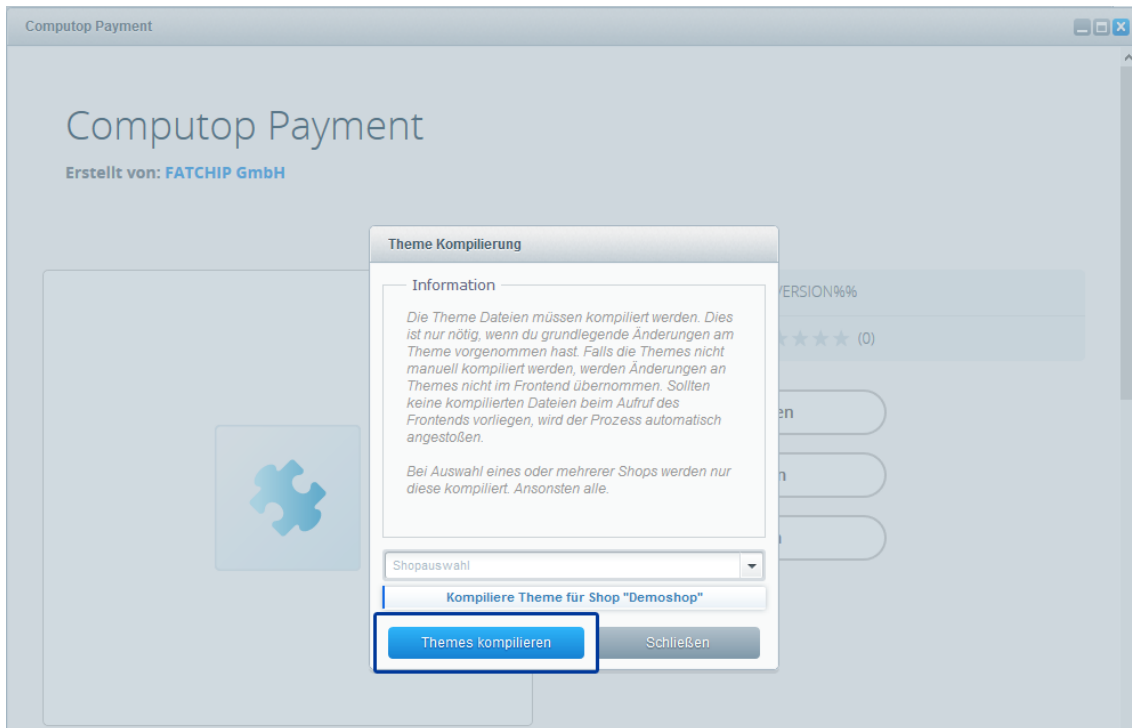 Computop Payment
Computop Payment
Erstellt von: FATCHIP GmbH
Theme Kompilierung
Information
Die Theme Dateien müssen kompiliert werden. Dies
ist nur nötig, wenn du grundlegende Änderungen am
Theme vorgenommen hast. Falls die Themes nicht
manuell kompiliert werden, werden Änderungen an
Themes nicht im Frontend übernommen. Sollten
keine kompilierten Dateien beim Aufruf des
Frontends vorliegen, wird der Prozess automatisch
angestoßen.
Bei Auswahl eines oder mehrerer Shops werden nur
diese kompiliert. Ansonsten alle.
Shopauswahl
Kompiliere Theme für Shop "Demoshop"
Themes kompilieren
Schließen
(0)